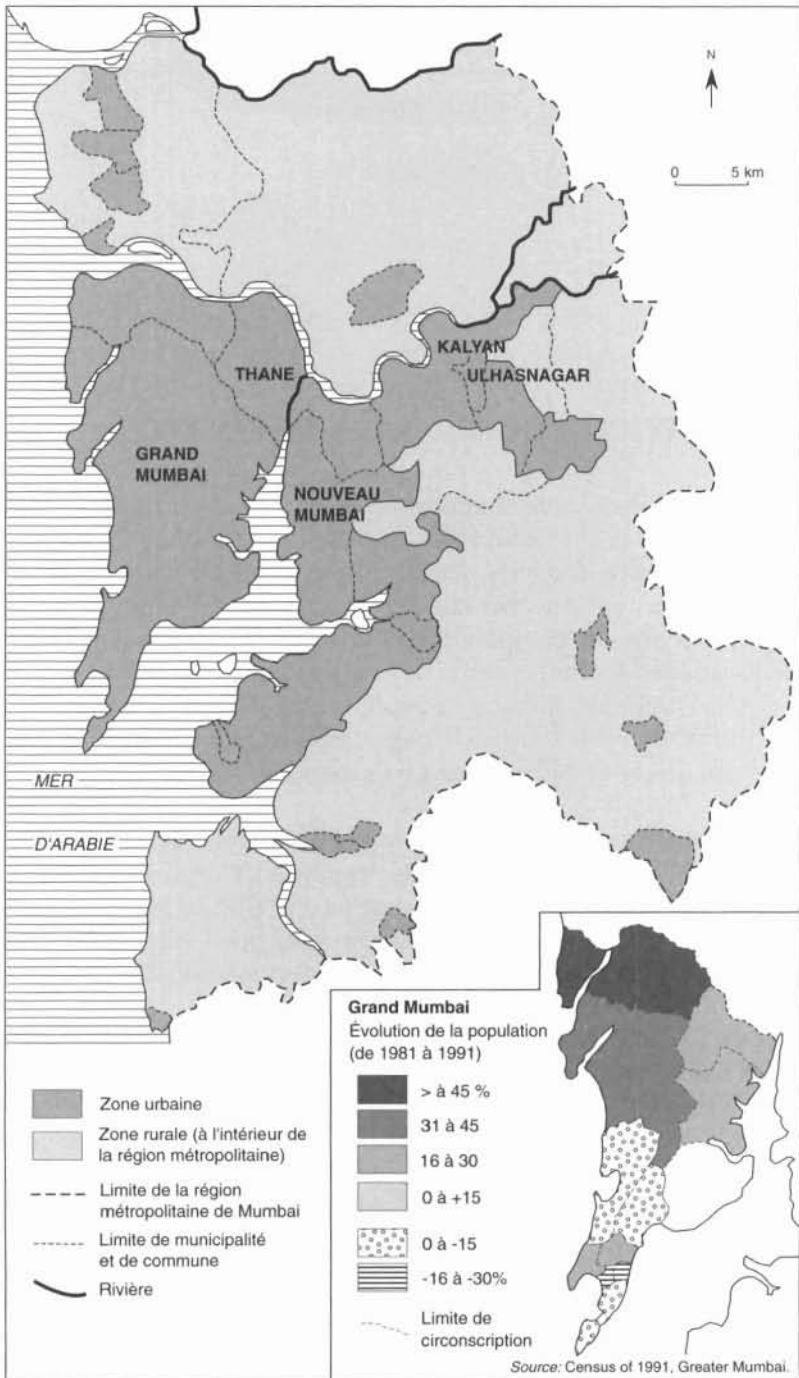 N
0 5 km
KALYAN
THANE
ULHASNAGAR
GRAND
MUMBAI
NOUVEAU
MUMBAI
MER
D'ARABIE
Zone urbaine
Zone rurale (à l'intérieur de
la région métropolitaine)
Limite de la région
métropolitaine de Mumbai
Limite de municipalité
et de commune
Rivière
Grand Mumbai
Évolution de la population
(de 1981 à 1991)
> à 45 %
31 à 45
16 à 30
0 à +15
0 à -15
-16 à -30%
Limite de
circonscription
Source: Census of 1991, Greater Mumbai.